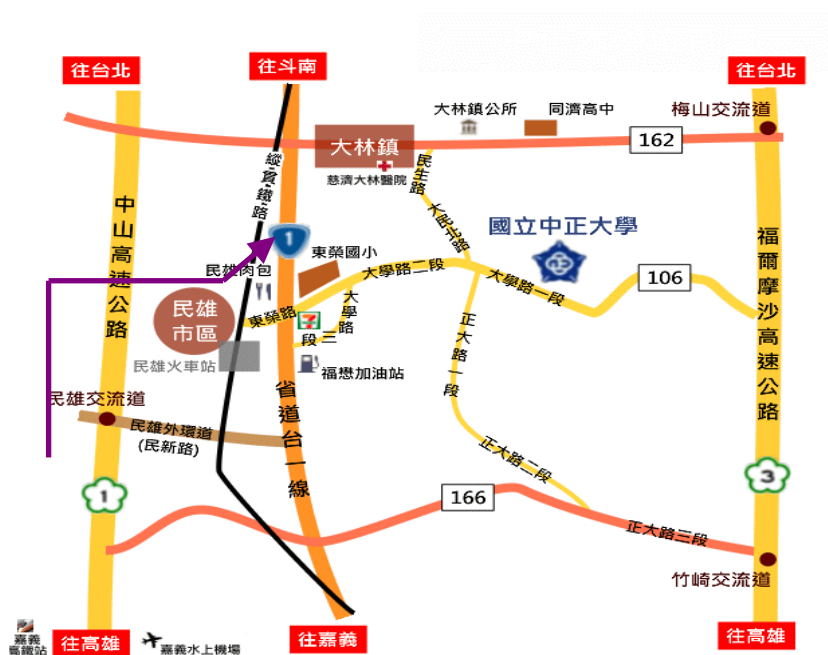 往台北
往斗南
往台北
大林鎮公所
同濟高中
梅山交流道
大林鎮
162
慈濟大林醫院
縱貫鐵路
民生路
大民北路
中山高速公路
1
國立中正大學
福爾摩沙高速公路
東榮國小
民雄肉包
大學路二段
大學路一段
106
民雄
市區
東榮路
7
大學路
三段
正大路一段
民雄火車站
福懋加油站
省道台一線
民雄交流道
民雄外環道
(民新路)
正大路二段
1
166
3
正大路三段
竹崎交流道
嘉義
高鐵站
往高雄
嘉義水上機場
往嘉義
往高雄